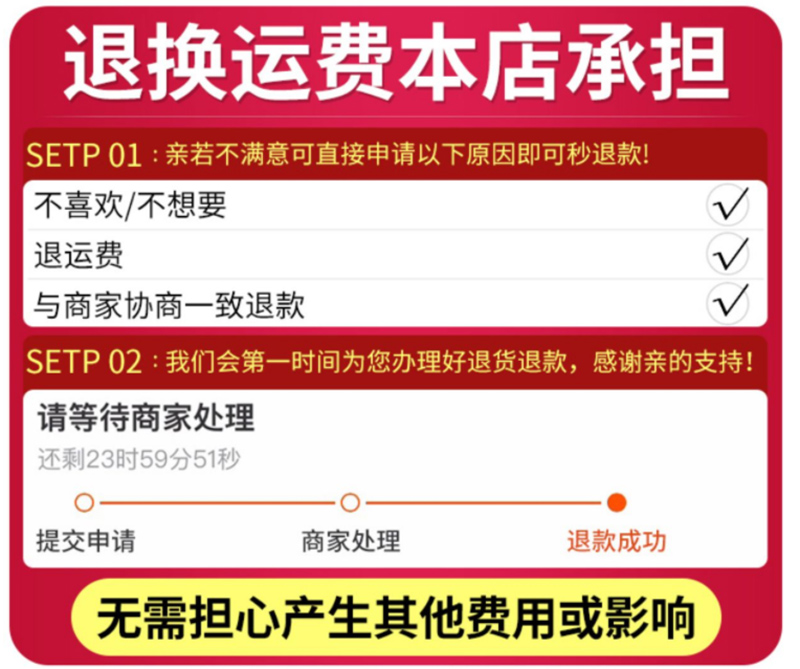 退换运费本店承担
SETP 01：亲若不满意可直接申请以下原因即可秒退款!
不喜欢/不想要
退运费
与商家协商一致退款
SETP 02：我们会第一时间为您办理好退货退款，感谢亲的支持！
请等待商家处理
还剩23时59分51秒
提交申请 商家处理 退款成功
无需担心产生其他费用或影响